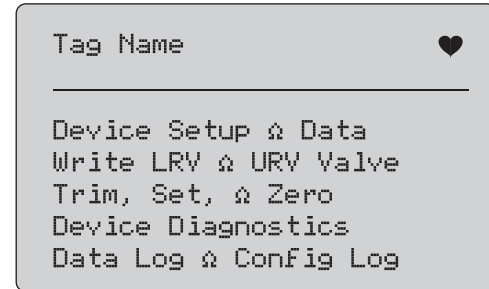 Tag Name ♥
Device Setup Ω Data
Write LRV Ω URV Valve
Trim, Set, Ω Zero
Device Diagnostics
Data Log Ω Config Log